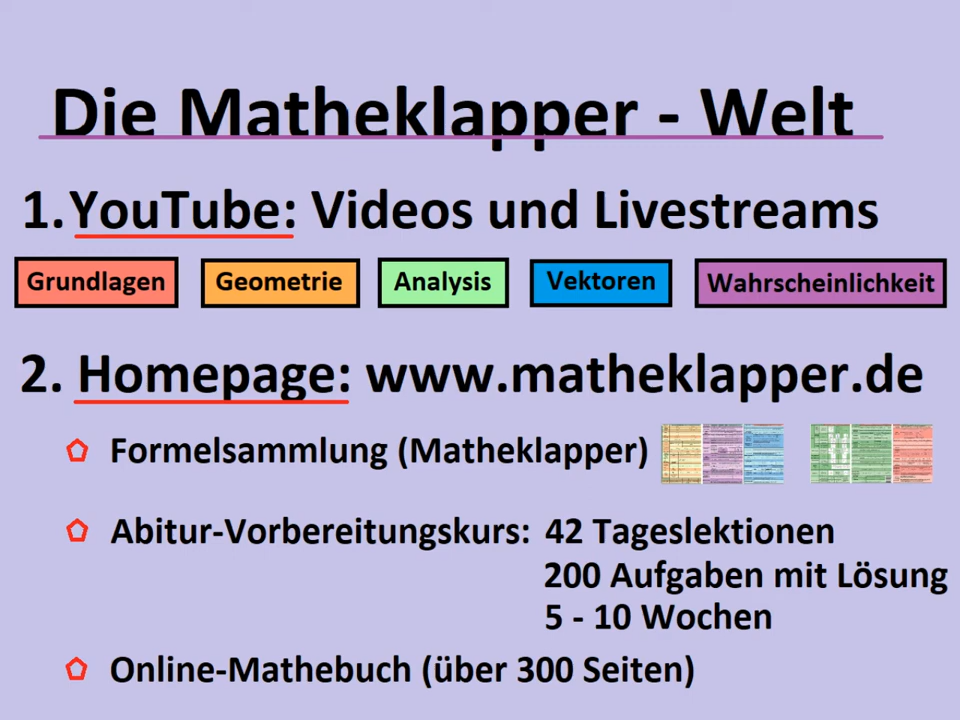 Die Matheklapper - Welt
1. YouTube: Videos und Livestreams
Grundlagen Geometrie Analysis Vektoren Wahrscheinlichkeit
2. Homepage: www.matheklapper.de
Formelsammlung (Matheklapper)
Abitur-Vorbereitungskurs: 42 Tageslektionen
200 Aufgaben mit Lösung
5 - 10 Wochen
Online-Mathebuch (über 300 Seiten)